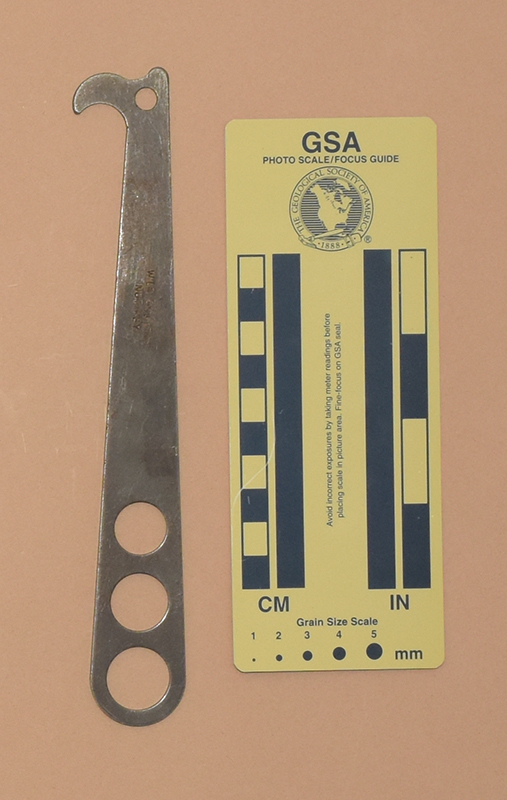 GSA
PHOTO SCALE/FOCUS GUIDE
THE GEOLOGICAL SOCIETY OF AMERICA
1888
®
Avoid incorrect exposures by taking meter readings before
placing scale in picture area. Fine-focus on GSA seal.
CM
IN
Grain Size Scale
1 2 3 4 5
mm